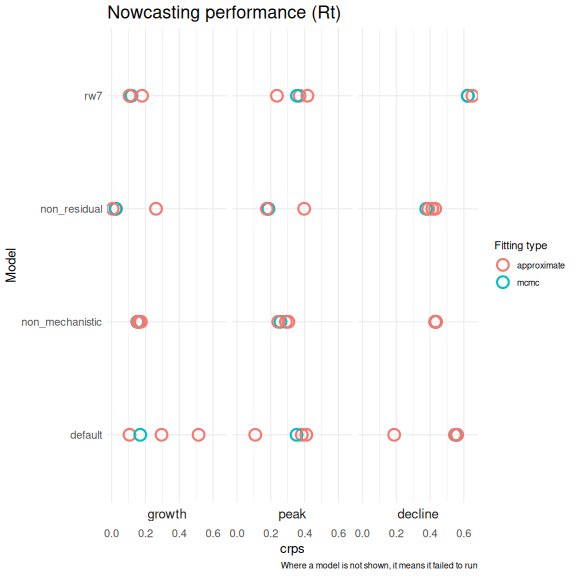 Nowcasting performance (Rt)
Model
rw7
non_residual
non_mechanistic
default
growth
peak
decline
0.0 0.2 0.4 0.6 0.0 0.2 0.4 0.6 0.0 0.2 0.4 0.6
crps
Where a model is not shown, it means it failed to run
Fitting type
approximate
mcmc